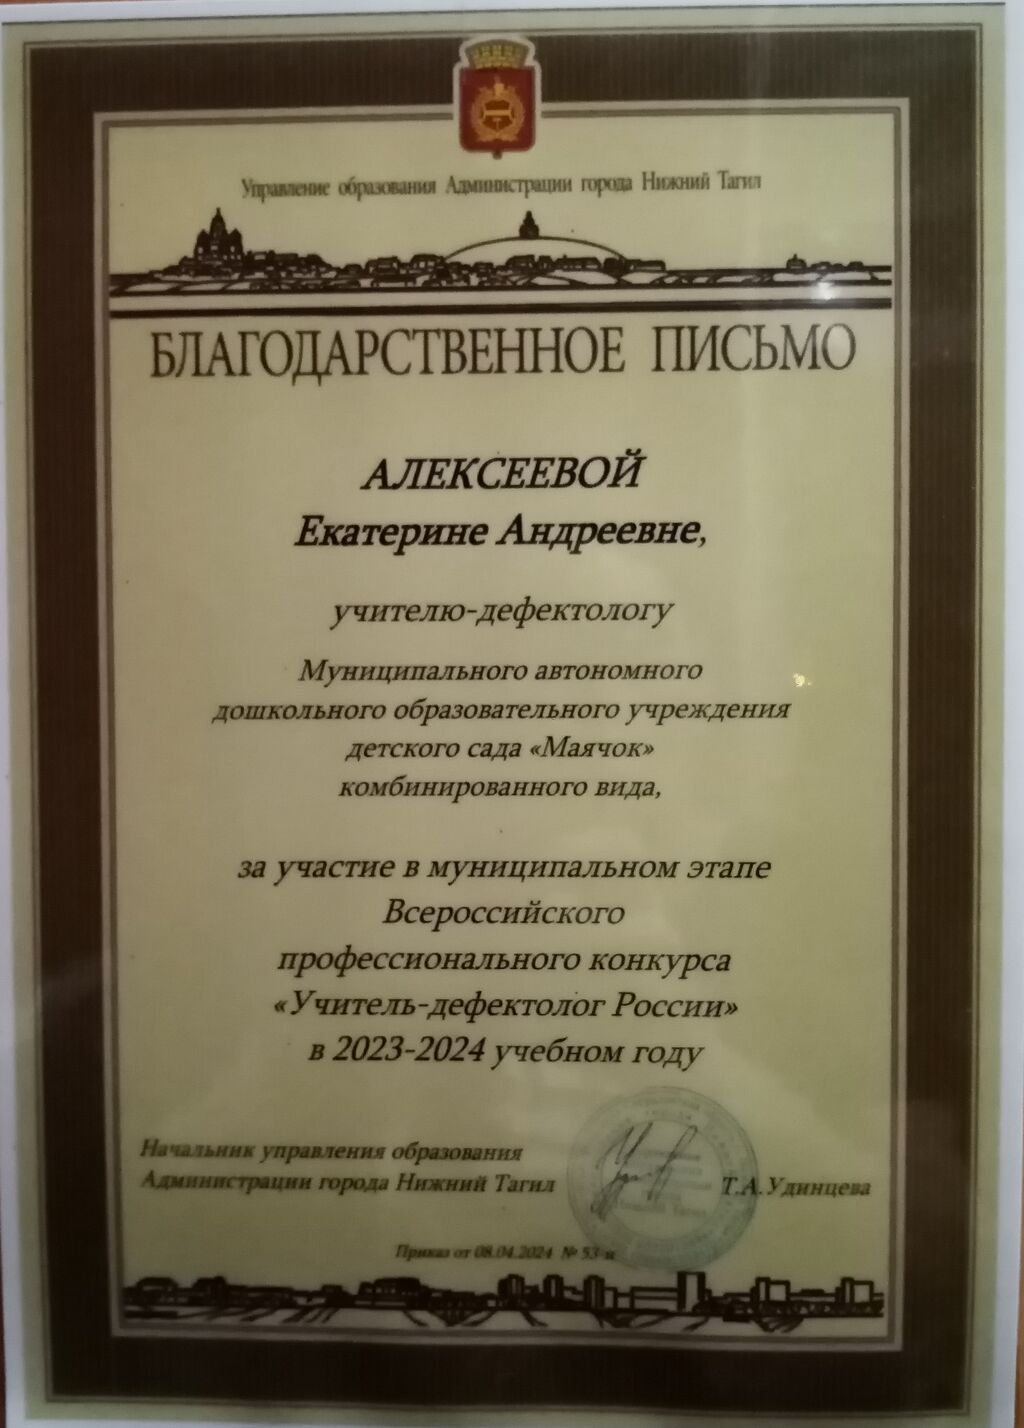 Управление образования Администрации города Нижний Тагил
БЛАГОДАРСТВЕННОЕ ПИСЬМО
АЛЕКСЕЕВОЙ
Екатерине Андреевне,
учителю-дефектологу
Муниципального автономного
дошкольного образовательного учреждения
детского сада «Маячок»
комбинированного вида,
за участие в муниципальном этапе
Всероссийского
профессионального конкурса
«Учитель-дефектолог России»
в 2023-2024 учебном году
Начальник управления образования
Администрации города Нижний Тагил
Т.А. Удинцева
Приказ от 08.04.2024 № 53-и